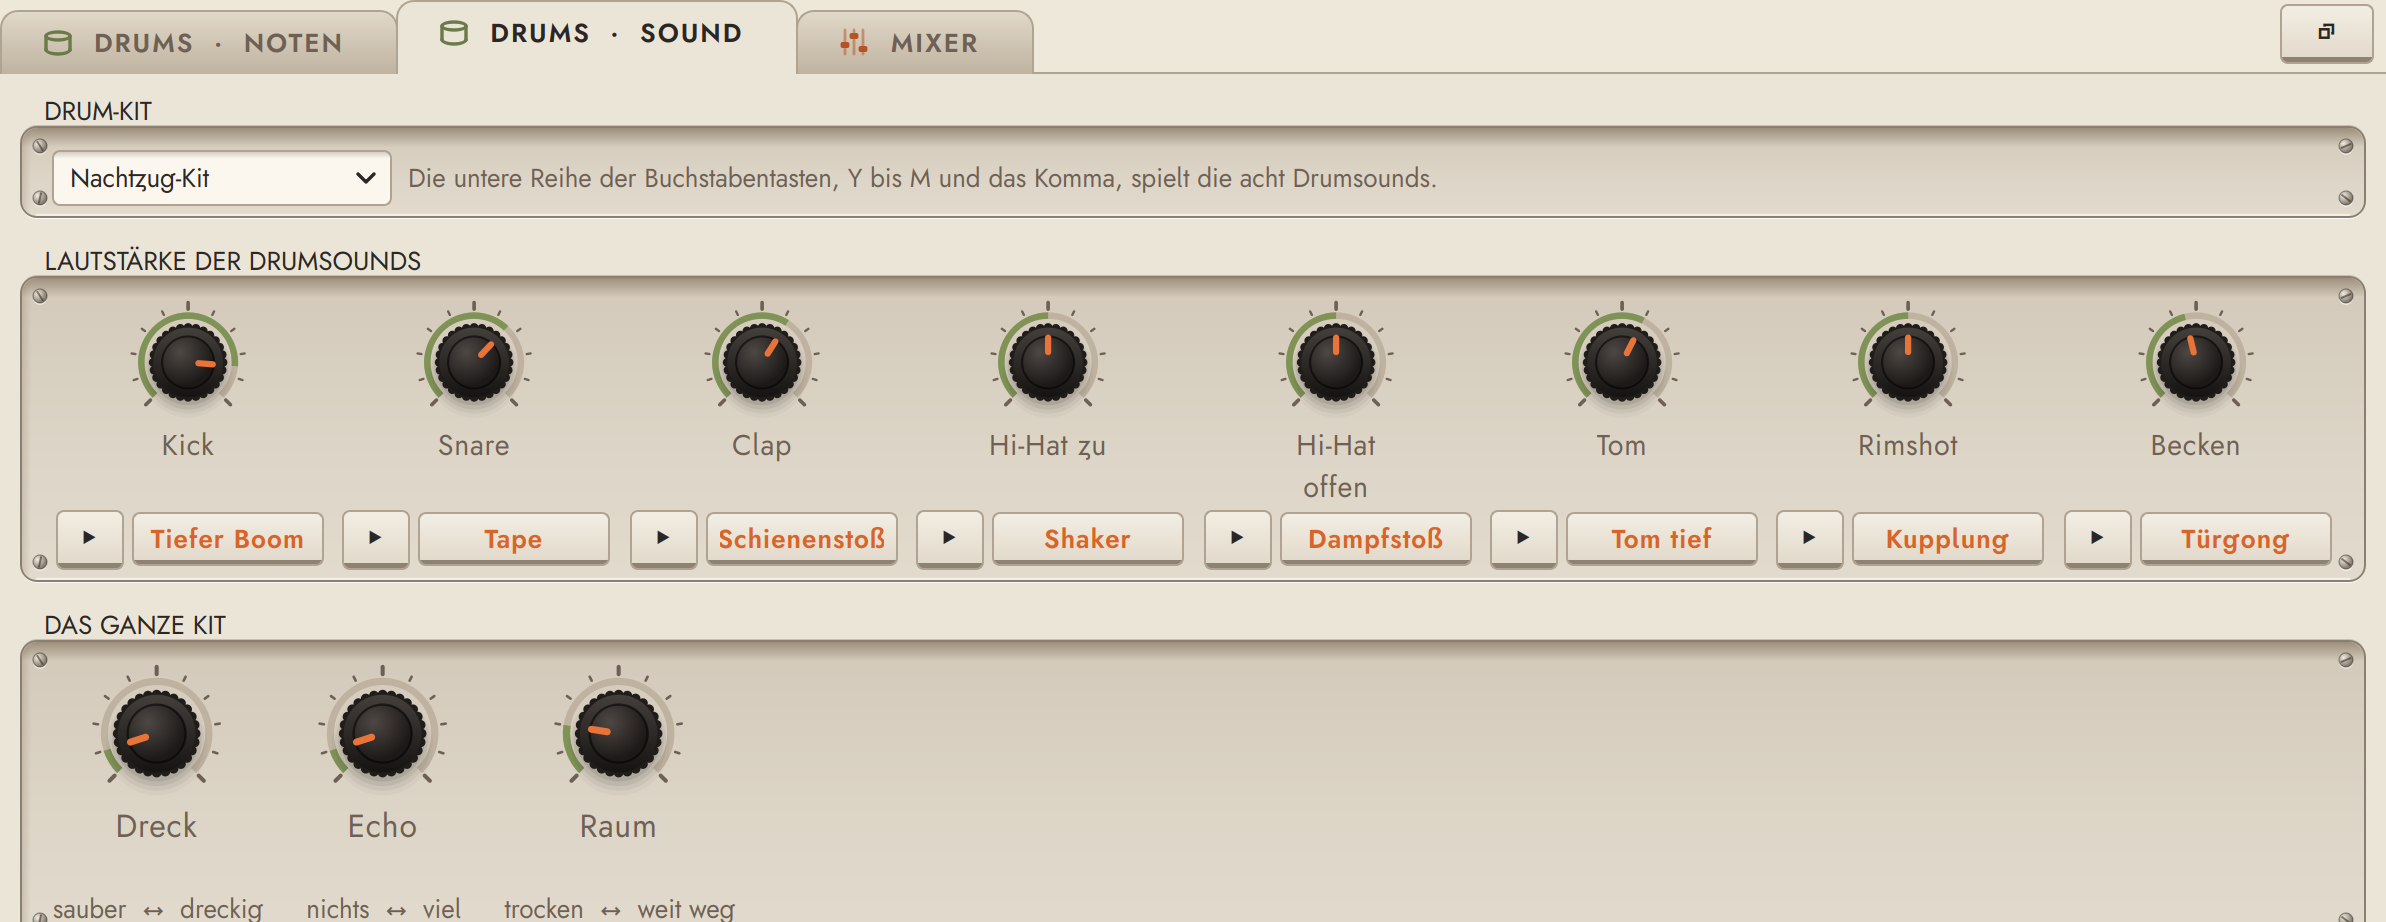 DRUMS · NOTEN
DRUMS · SOUND
MIXER
DRUM-KIT
Nachtzug-Kit
Die untere Reihe der Buchstabentasten, Y bis M und das Komma, spielt die acht Drumsounds.
LAUTSTÄRKE DER DRUMSOUNDS
Kick
Snare
Clap
Hi-Hat zu
Hi-Hat
offen
Tom
Rimshot
Becken
Tiefer Boom
Tape
Schienenstoß
Shaker
Dampfstoß
Tom tief
Kupplung
Türgong
DAS GANZE KIT
Dreck
Echo
Raum
sauber ↔ dreckig
nichts ↔ viel
trocken ↔ weit weg